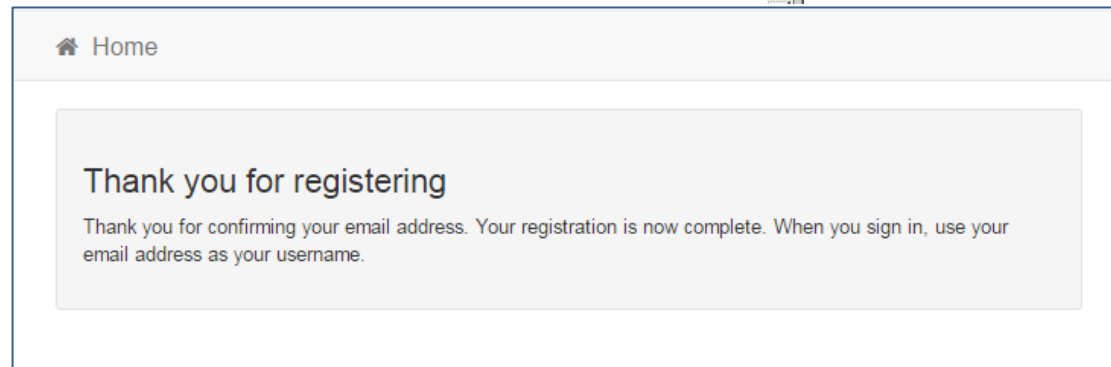 Home
Thank you for registering
Thank you for confirming your email address. Your registration is now complete. When you sign in, use your
email address as your username.